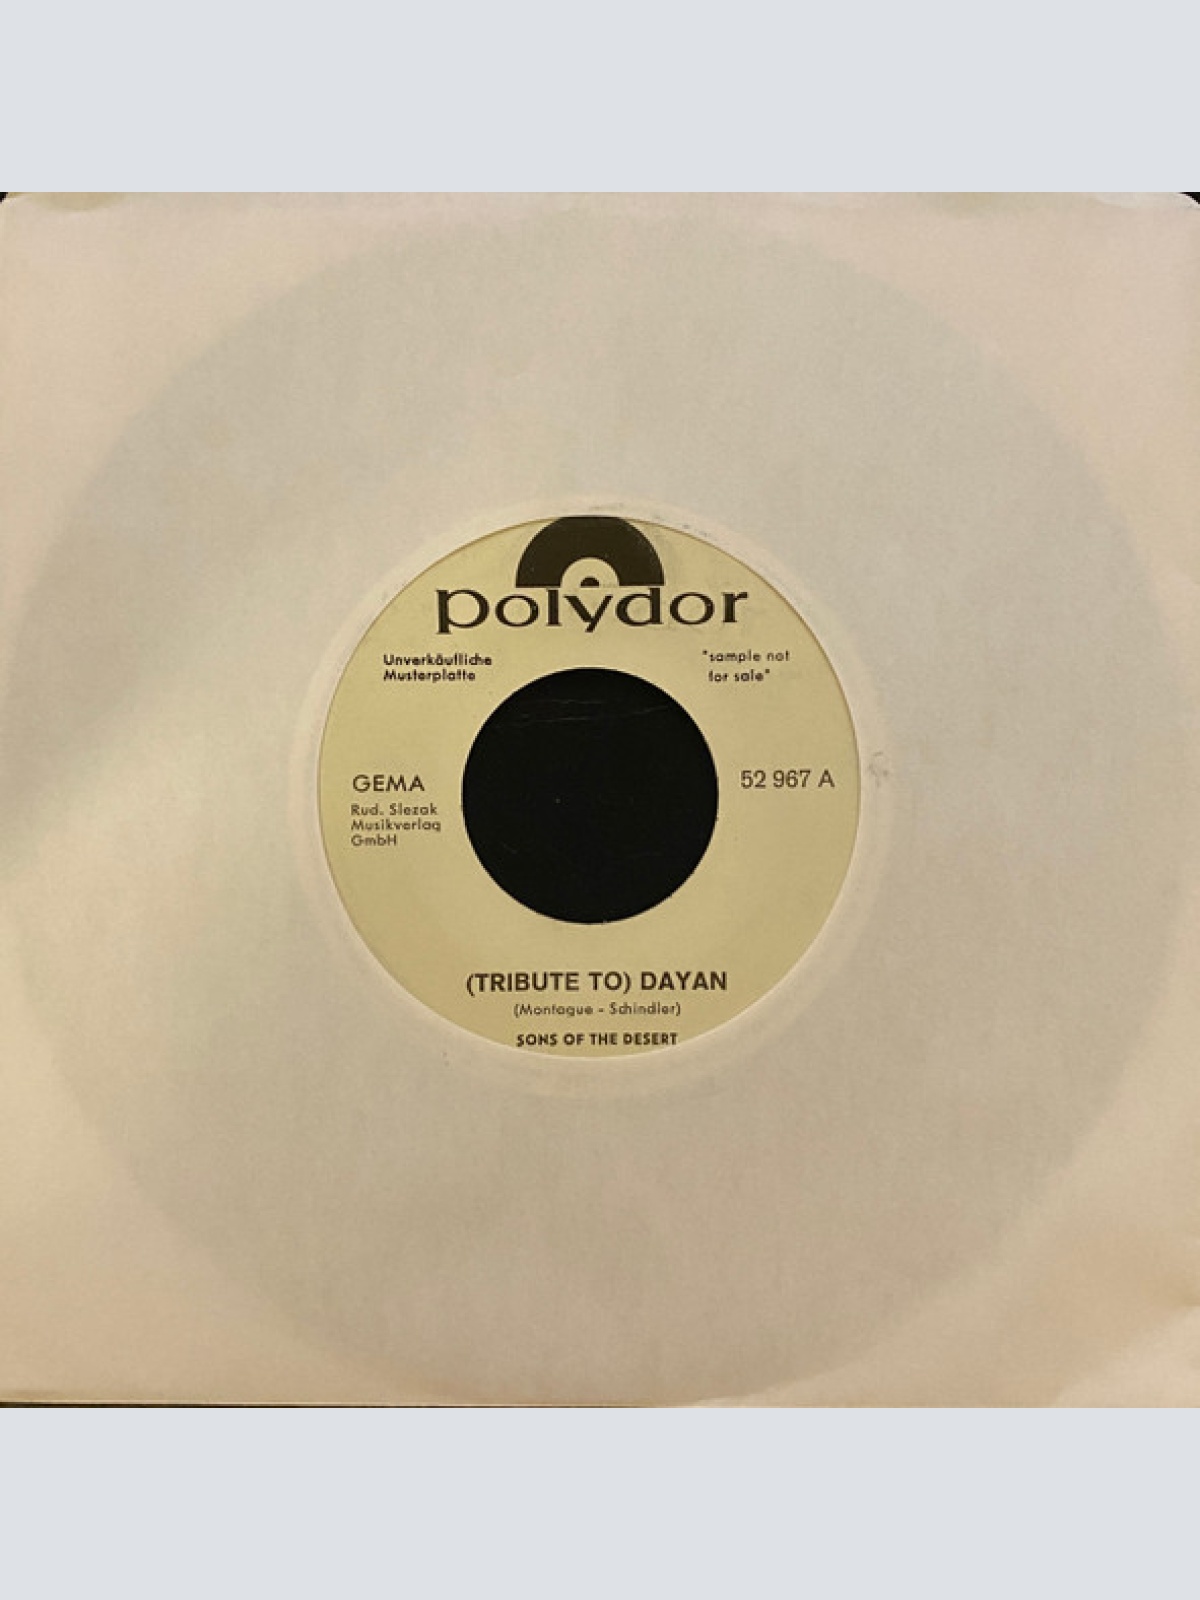 polydor
Unverkäufliche
Musterplatte
"sample not
for sale"
GEMA
Rud. Slezak
Musikverlag
GmbH
52 967 A
(TRIBUTE TO) DAYAN
(Montague - Schindler)
SONS OF THE DESERT